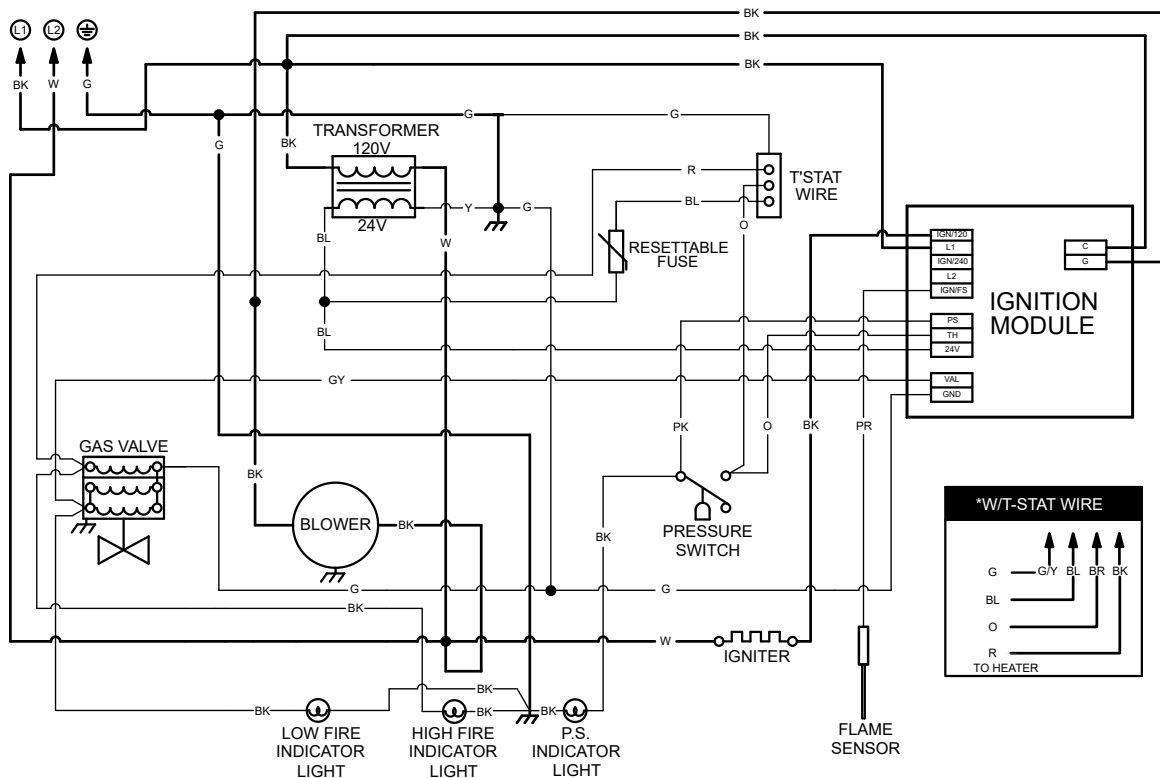 BK
L1
L2
BK
BK
BK
W
G
G
G
TRANSFORMER
120V
BK
G
R
T'STAT
WIRE
24V
Y
G
BL
O
W
BL
RESETTABLE
FUSE
IGN/120
L1
IGN/240
L2
IGN/FS
C
G
IGNITION
MODULE
PS
TH
24V
BL
GY
VAL
GND
PK
O
BK
PR
GAS VALVE
BK
BLOWER
BK
PRESSURE
SWITCH
BK
*W/T-STAT WIRE
G
G/Y
BL
BR
BK
BL
O
R
TO HEATER
G
G
BK
W
IGNITER
BK
BK
BK
BK
LOW FIRE
INDICATOR
LIGHT
HIGH FIRE
INDICATOR
LIGHT
P.S.
INDICATOR
LIGHT
FLAME
SENSOR